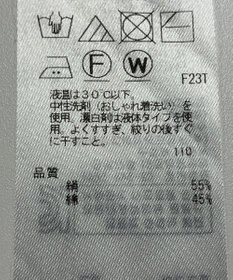 F
W
F23T
液温は30℃以下。
中性洗剤（おしゃれ着洗い）を
使用。漂白剤は液体タイプを使
用。よくすすぎ、絞りの後すぐ
に干すこと。
110
品質
絹 55%
綿 45%